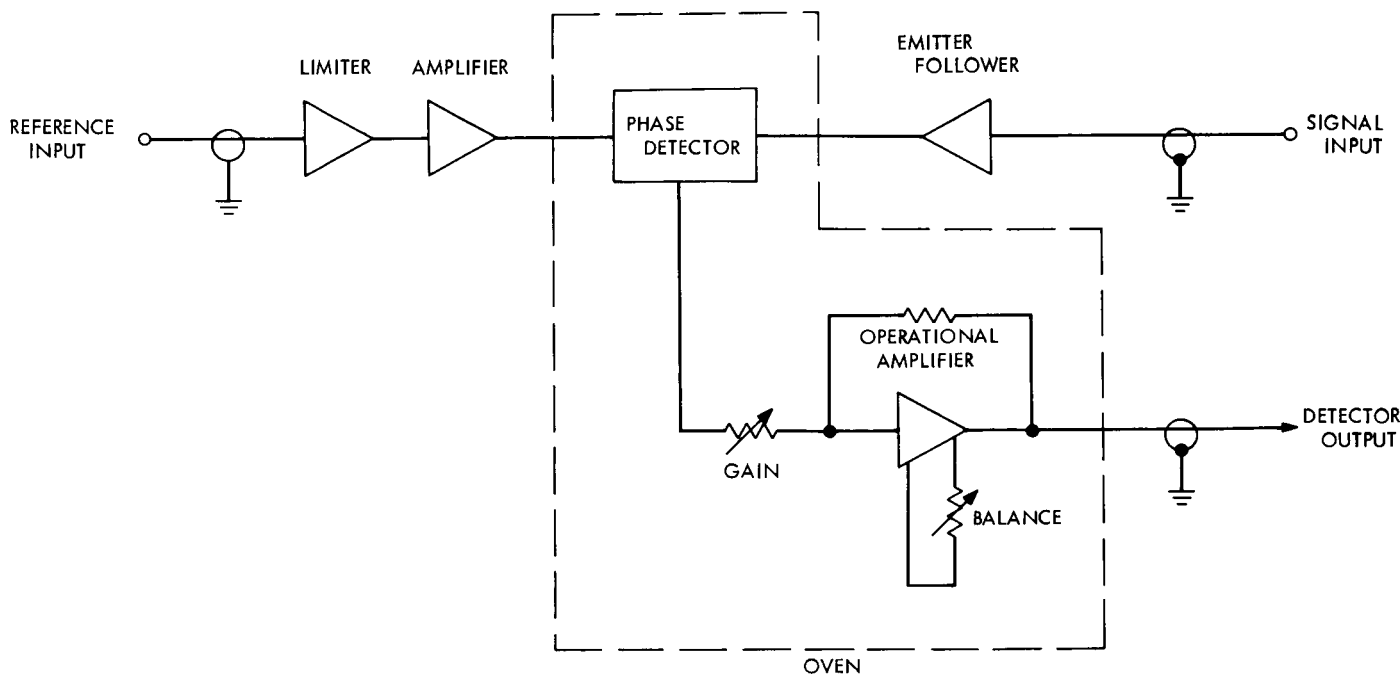 LIMITER
AMPLIFIER
EMITTER
FOLLOWER
REFERENCE
INPUT
PHASE
DETECTOR
SIGNAL
INPUT
OPERATIONAL
AMPLIFIER
GAIN
BALANCE
DETECTOR
OUTPUT
OVEN